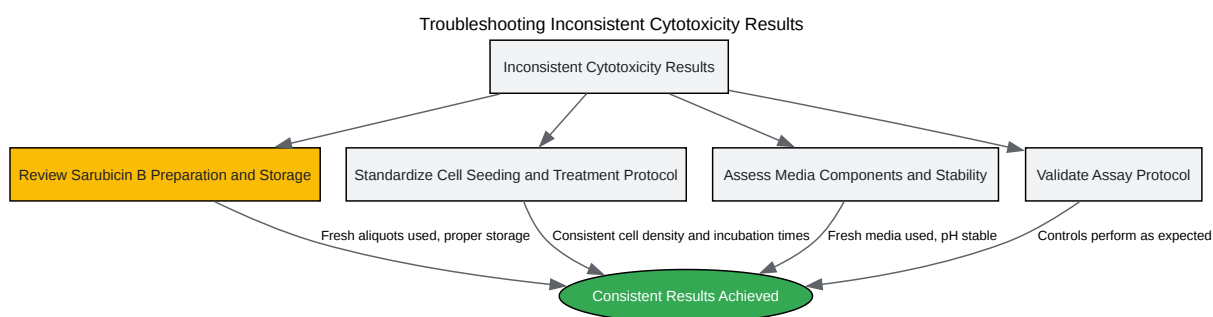 Troubleshooting Inconsistent Cytotoxicity Results
Inconsistent Cytotoxicity Results
Review Sarubicin B Preparation and Storage
Standardize Cell Seeding and Treatment Protocol
Assess Media Components and Stability
Validate Assay Protocol
Fresh aliquots used, proper storage
Consistent cell density and incubation times
Fresh media used, pH stable
Controls perform as expected
Consistent Results Achieved